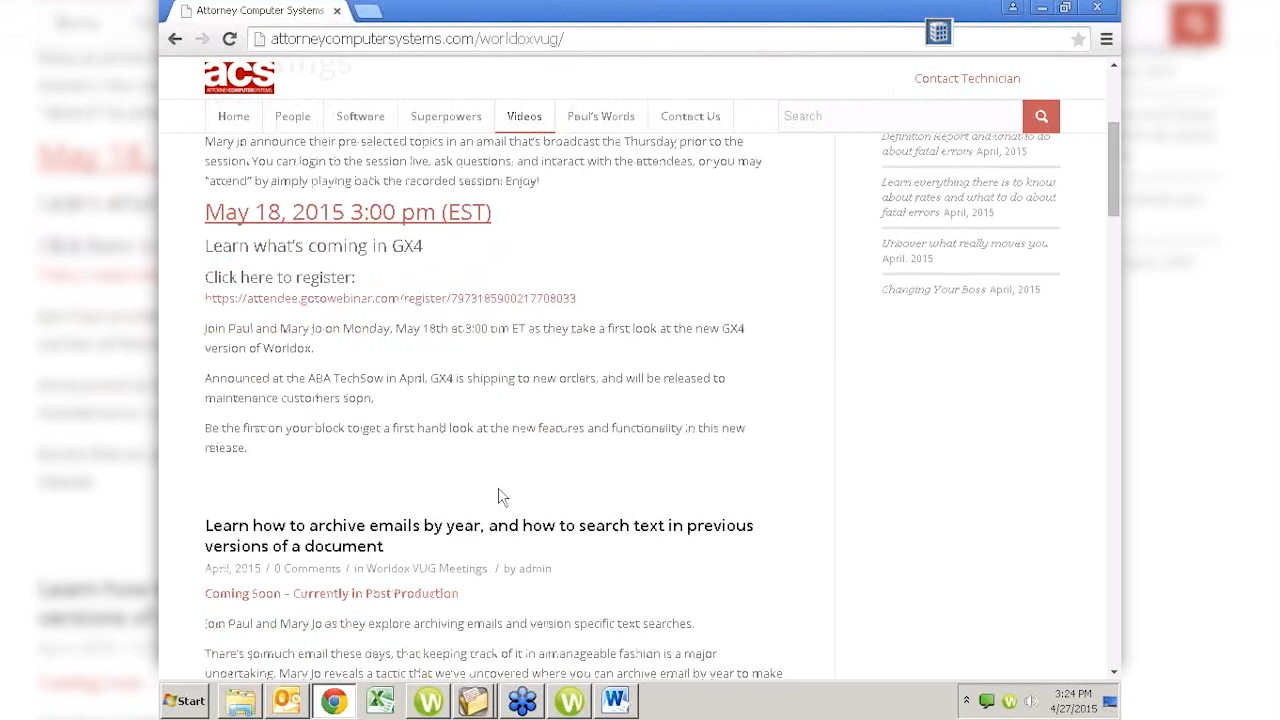 Attorney Computer Systems
attorneycomputersystems.com/worldoxvug/
acs
ATTORNEYCOMPUTERSYSTEMS
Contact Technician
Home People Software Superpowers Videos Paul's Words Contact Us Search
Mary Jo announce their pre-selected topics in an amail that's broadcast the Thursday prior to the
session. You can login to the session live, ask questions, and interact with the attendees, or you may
"attend" by simply playing back the recorded session. Enjoy!
May 18, 2015 3:00 pm (EST)
Learn what's coming in GX4
Click here to register:
https://attendee.gotowebinar.com/register/7973185900217708033
Join Paul and Mary Jo on Monday, May 18th at 3:00 pm ET as they take a first look at the new GX4
version of Worldox.
Announced at the ABA TechSow in April, GX4 is shipping to new orders, and will be released to
maintenance customers soon.
Be the first on your block to get a first hand look at the new features and functionality in this new
release.
Learn how to archive emails by year, and how to search text in previous
versions of a document
April, 2015 / 0 Comments / in Worldox VUG Meetings / by admin
Coming Soon – Currently in Post Production
Join Paul and Mary Jo as they explore archiving emails and version specific text searches.
There's so much email these days, that keeping track of it in a manageable fashion is a major
undertaking. Mary Jo reveals a tactic that we've uncovered where you can archive email by year to make
Definition Report and what to do
about fatal errors April, 2015
Learn everything there is to know
about rates and what to do about
fatal errors April, 2015
Uncover what really moves you
April, 2015
Changing Your Boss April, 2015
Start
3:24 PM
4/27/2015